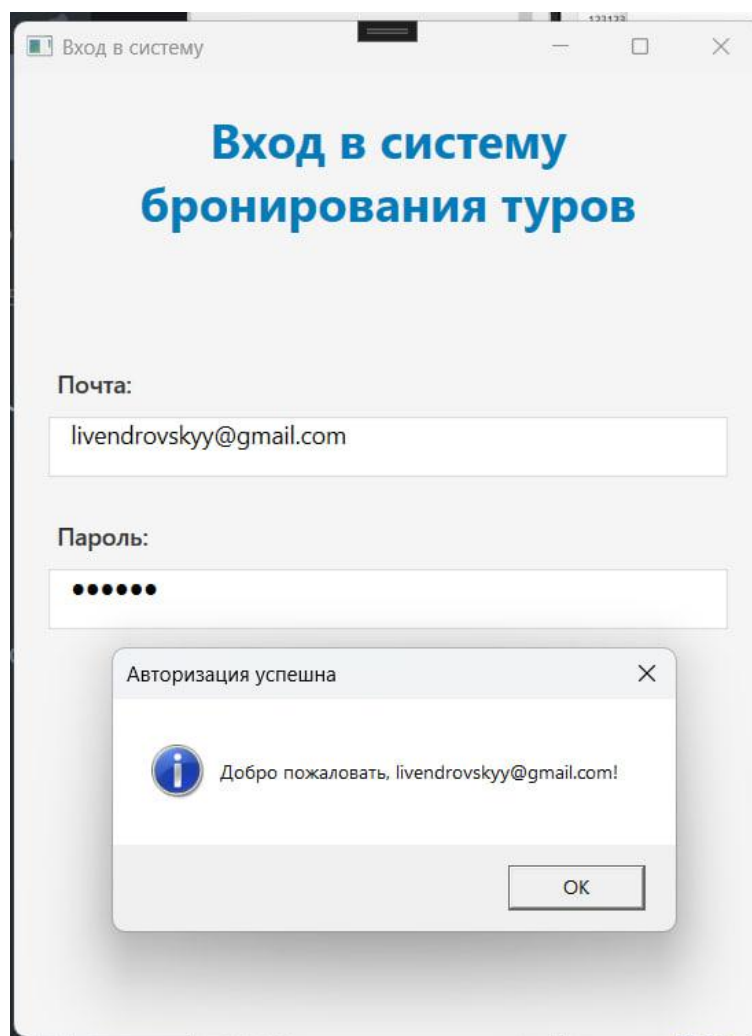 123123
Вход в систему
Вход в систему
бронирования туров
Почта:
livendrovskyy@gmail.com
Пароль:
••••••
Авторизация успешна
Добро пожаловать, livendrovskyy@gmail.com!
OK